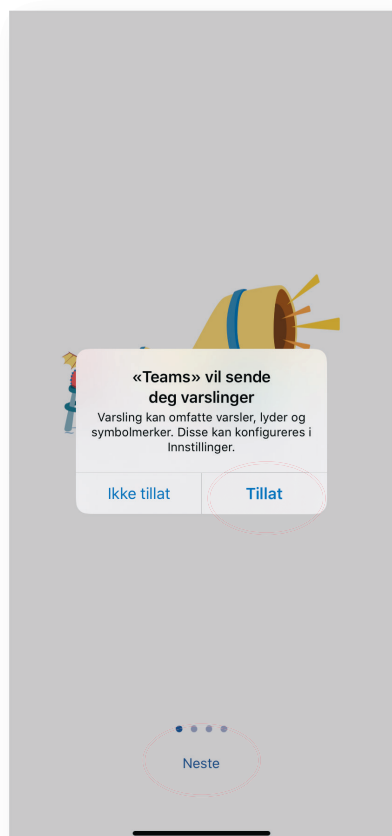 «Teams» vil sende
deg varslinger
Varsling kan omfatte varsler, lyder og
symbolmerker. Disse kan konfigureres i
Innstillinger.
Ikke tillat
Tillat
Neste